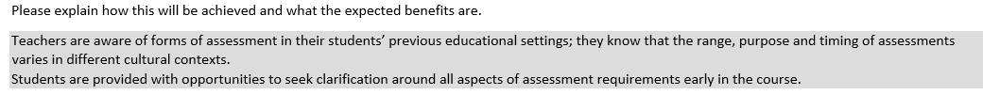 Please explain how this will be achieved and what the expected benefits are.
Teachers are aware of forms of assessment in their students' previous educational settings; they know that the range, purpose and timing of assessments
varies in different cultural contexts.
Students are provided with opportunities to seek clarification around all aspects of assessment requirements early in the course.